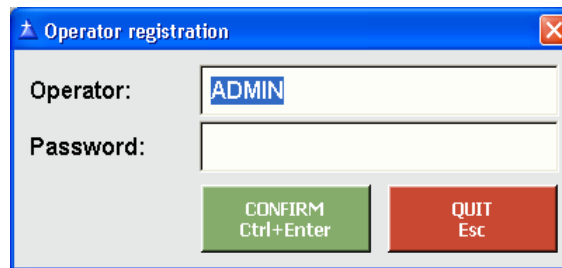 Operator registration
Operator:
ADMIN
Password:
CONFIRM
Ctrl+Enter
QUIT
Esc